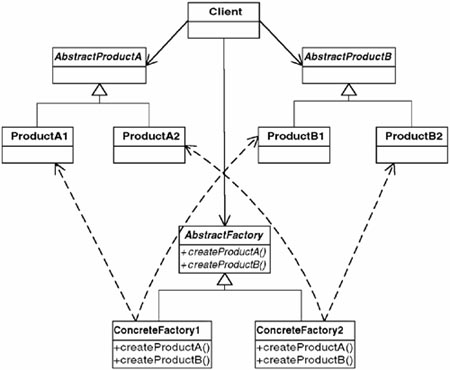 Client
AbstractProductA
AbstractProductB
ProductA1
ProductA2
ProductB1
ProductB2
AbstractFactory
+ createProductA()
+ createProductB()
ConcreteFactory1
+createProductA()
+createProductB()
ConcreteFactory2
+createProductA()
+createProductB()